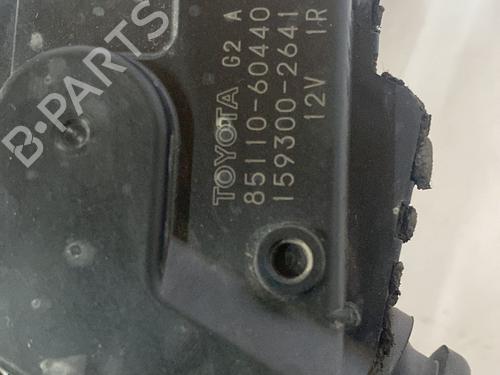 TOYOTA G2 A
85110-60440
159300-2641
12V 1R
B-PARTS